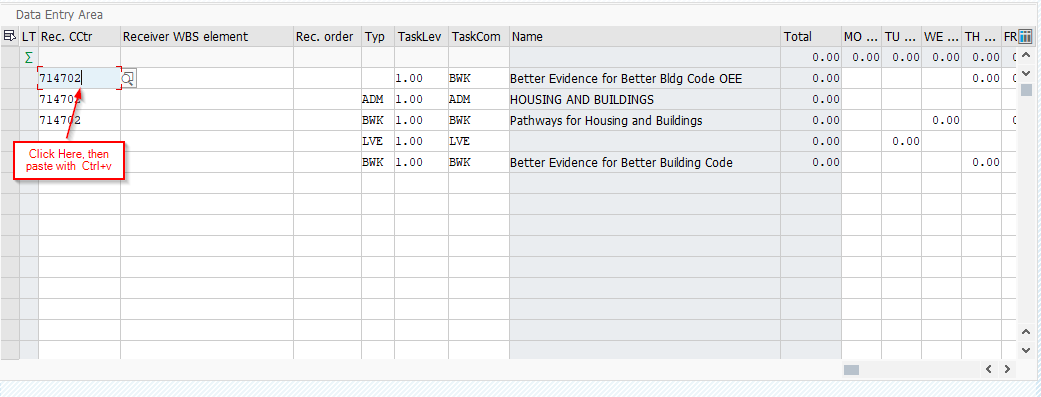 Data Entry Area
LT Rec. CCtr Receiver WBS element Rec. order Typ TaskLev TaskCom Name Total MO ... TU ... WE ... TH ... FR
Σ 0.00 0.00 0.00 0.00 0.00
714702 1.00 BWK Better Evidence for Better Bldg Code OEE 0.00 0.00
714702 ADM 1.00 ADM HOUSING AND BUILDINGS 0.00
714702 BWK 1.00 BWK Pathways for Housing and Buildings 0.00 0.00
LVE 1.00 LVE 0.00 0.00
BWK 1.00 BWK Better Evidence for Better Building Code 0.00 0.00
Click Here, then
paste with Ctrl+v